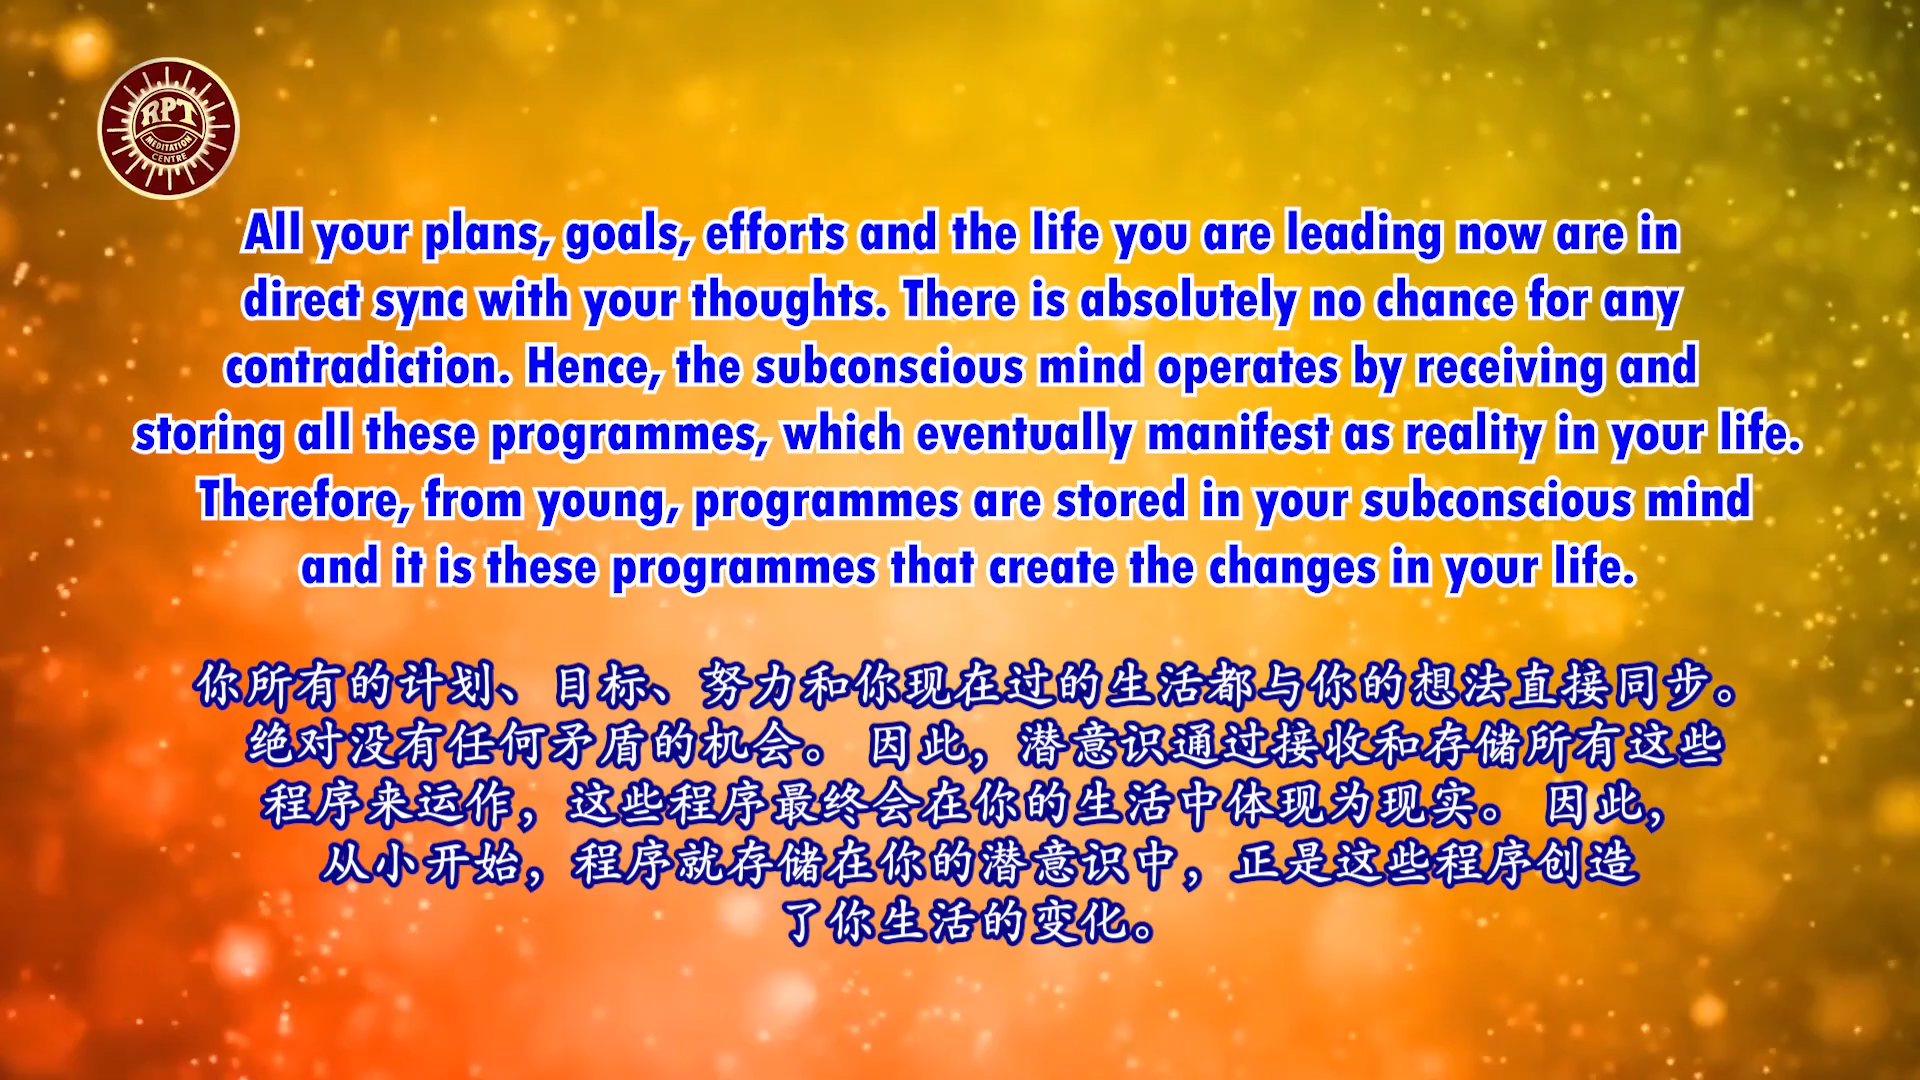 RPT
MEDITATION
CENTRE
All your plans, goals, efforts and the life you are leading now are in
direct sync with your thoughts. There is absolutely no chance for any
contradiction. Hence, the subconscious mind operates by receiving and
storing all these programmes, which eventually manifest as reality in your life.
Therefore, from young, programmes are stored in your subconscious mind
and it is these programmes that create the changes in your life.
你所有的计划、目标、努力和你现在过的生活都与你的想法直接同步。
绝对没有任何矛盾的机会。 因此，潜意识通过接收和存储所有这些
程序来运作，这些程序最终会在你的生活中体现为现实。 因此，
从小开始，程序就存储在你的潜意识中，正是这些程序创造
了你生活的变化。